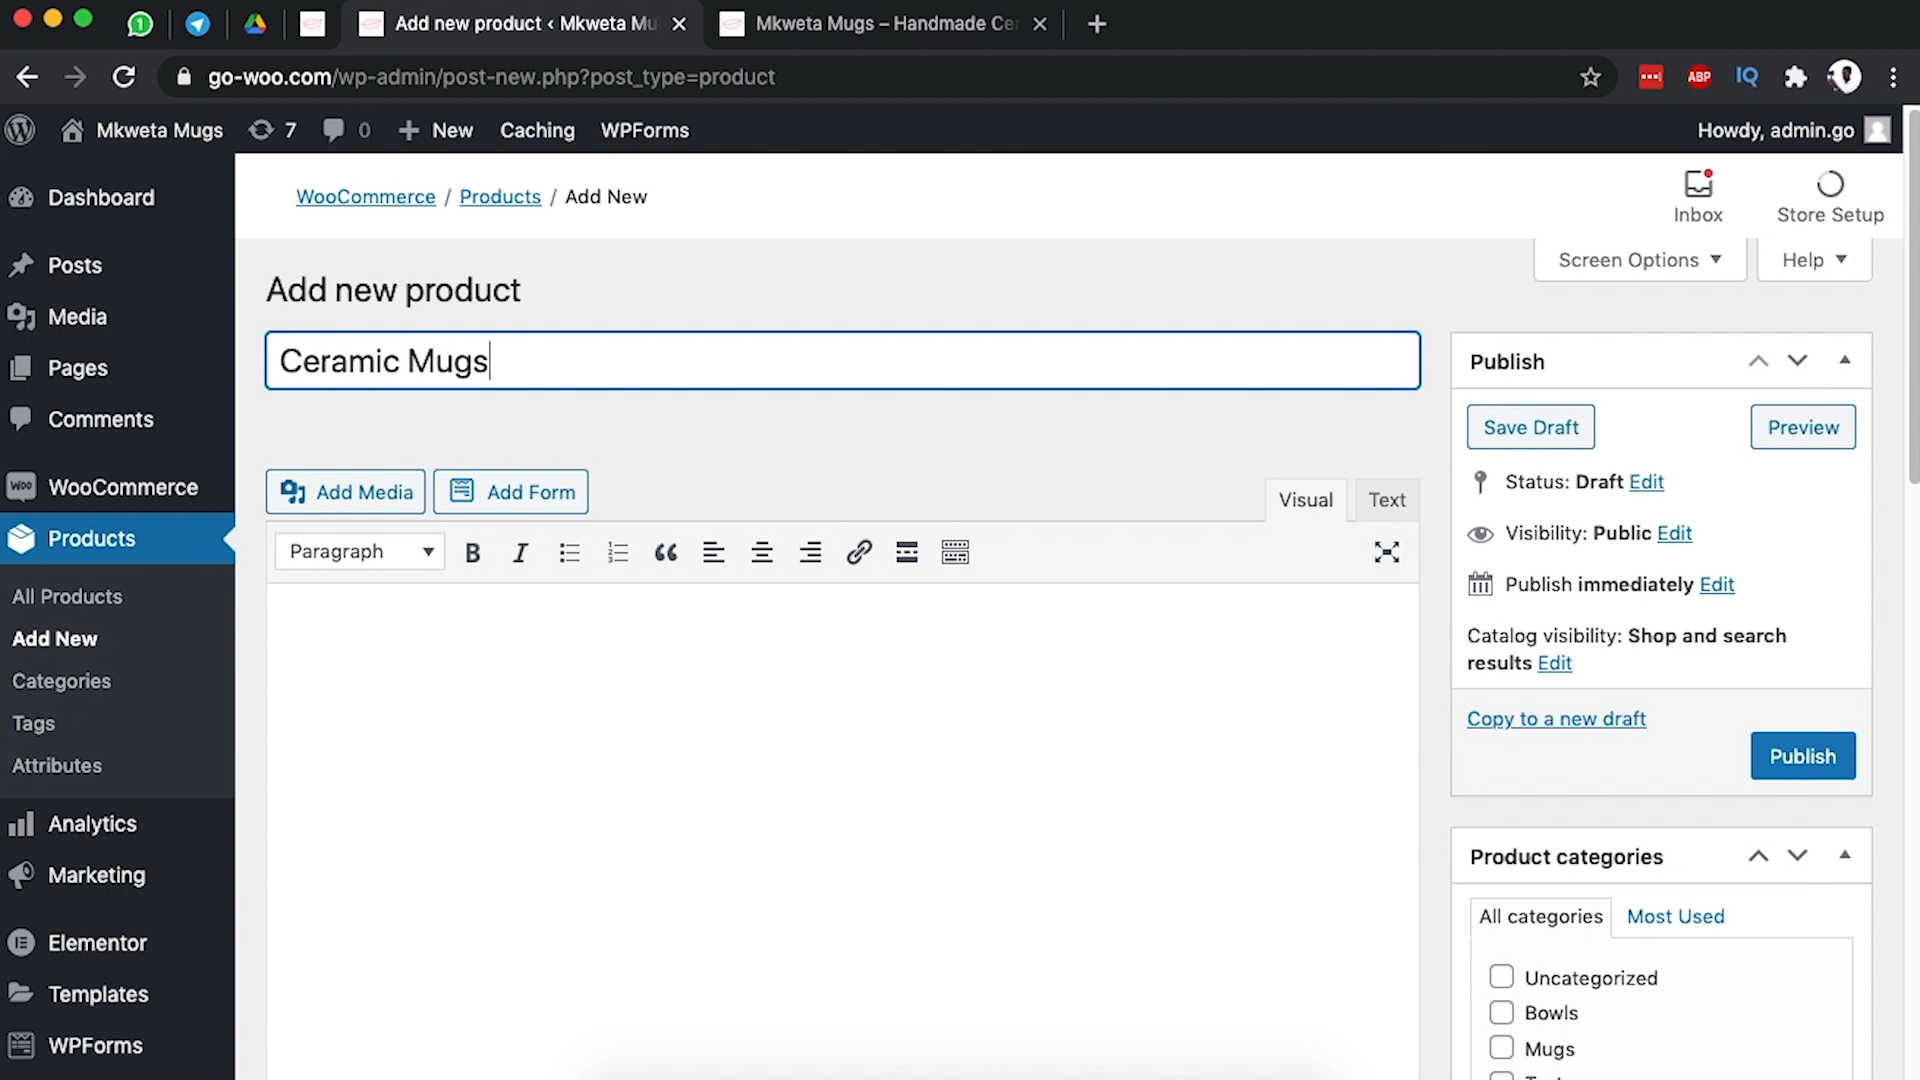 Add new product ‹ Mkweta Mu
Mkweta Mugs – Handmade Cer
go-woo.com/wp-admin/post-new.php?post_type=product
ABP
IQ
Mkweta Mugs
7
0
New
Caching
WPForms
Howdy, admin.go
Dashboard
Posts
Media
Pages
Comments
WOO
WooCommerce
Products
All Products
Add New
Categories
Tags
Attributes
Analytics
Marketing
Elementor
Templates
WPForms
WooCommerce / Products / Add New
Inbox
Store Setup
Screen Options
Help
Add new product
Ceramic Mugs
Add Media
Add Form
Visual
Text
Paragraph
B
I
Publish
Save Draft
Preview
Status: Draft Edit
Visibility: Public Edit
Publish immediately Edit
Catalog visibility: Shop and search
results Edit
Copy to a new draft
Publish
Product categories
All categories
Most Used
Uncategorized
Bowls
Mugs